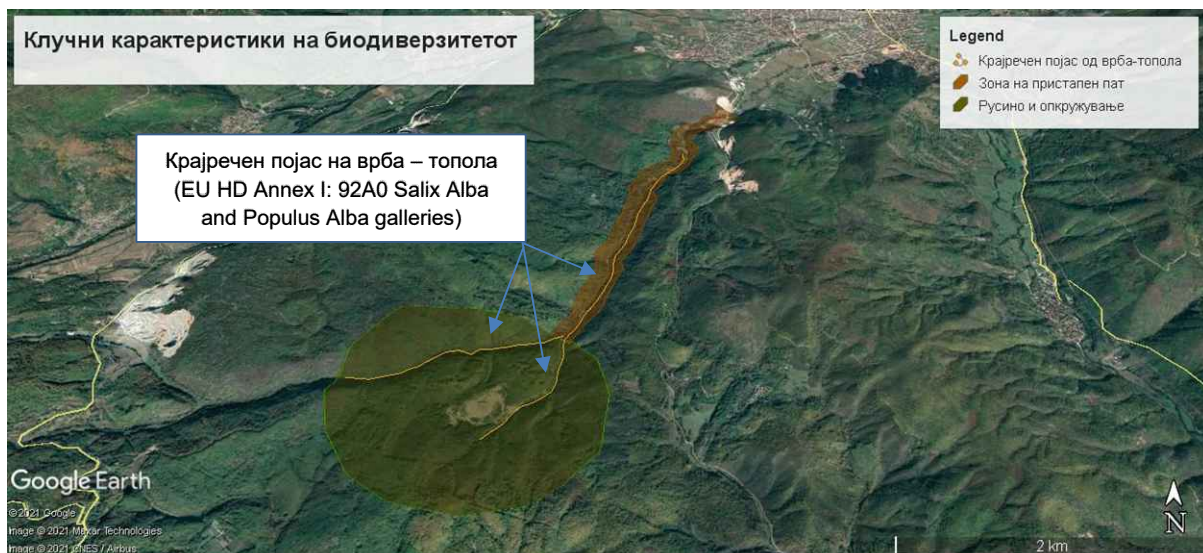 Клучни карактеристики на биодиверзитетот
Legend
Крајречен појас од врба-топола
Зона на пристапен пат
Русино и опкружување
Крајречен појас на врба – топола
(EU HD Annex I: 92A0 Salix Alba
and Populus Alba galleries)
Google Earth
©2021 Google
Image © 2021 Maxar Technologies
Image © 2021 CNES / Airbus
N
2 km